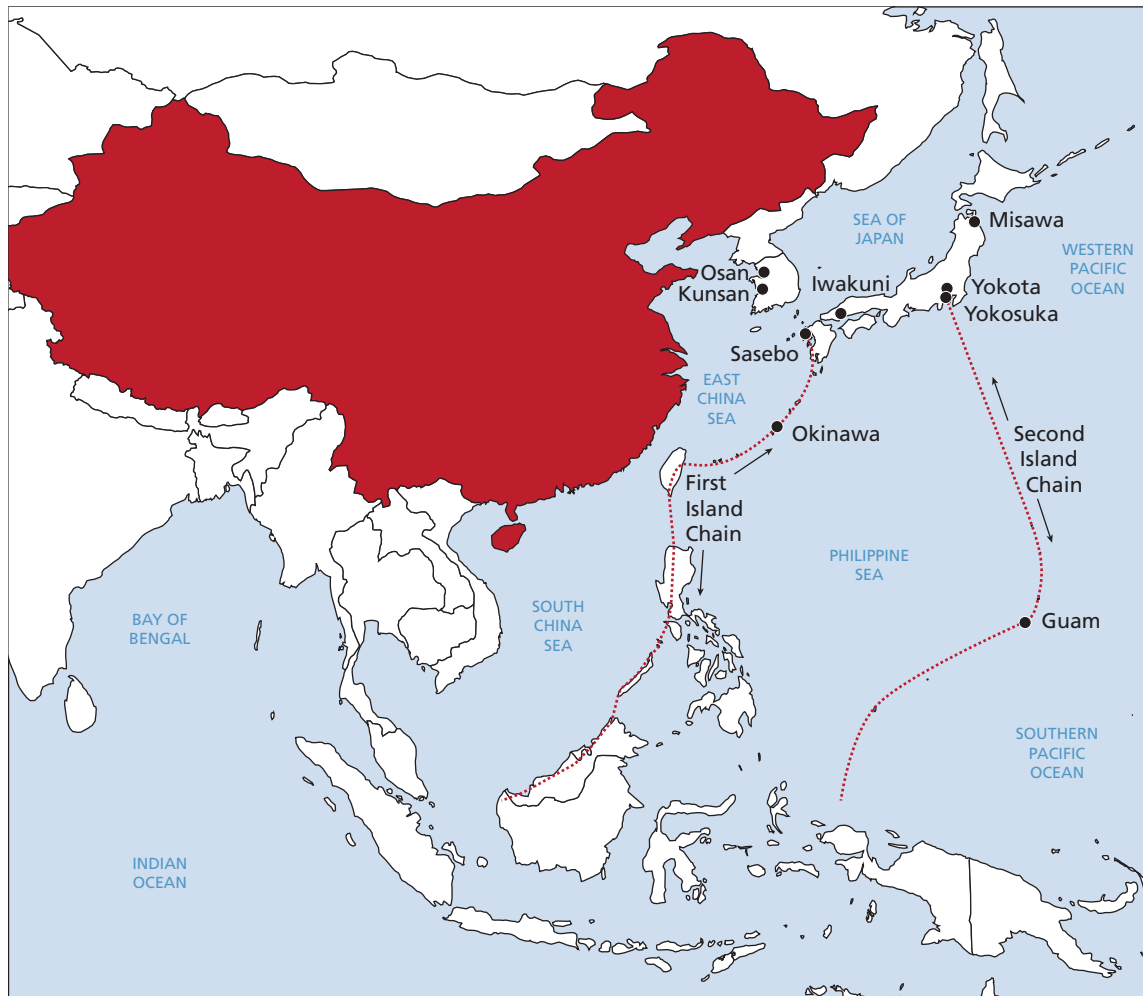 SEA OF
JAPAN
Misawa
WESTERN
PACIFIC
OCEAN
Osan
Kunsan
Iwakuni
Yokota
Yokosuka
Sasebo
EAST
CHINA
SEA
Okinawa
Second
Island
Chain
First
Island
Chain
PHILIPPINE
SEA
BAY OF
BENGAL
SOUTH
CHINA
SEA
Guam
SOUTHERN
PACIFIC
OCEAN
INDIAN
OCEAN